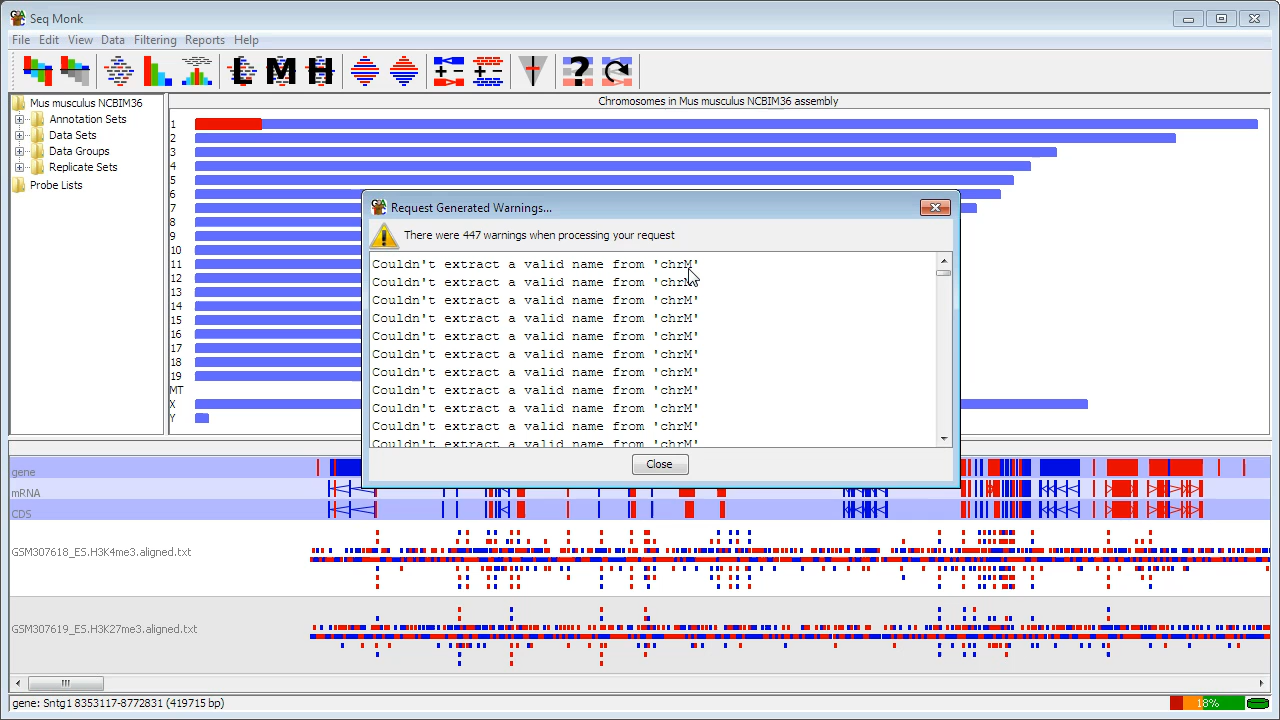 Seq Monk
File Edit View Data Filtering Reports Help
L M H ?
Mus musculus NCBIM36
Annotation Sets
Data Sets
Data Groups
Replicate Sets
Probe Lists
Chromosomes in Mus musculus NCBIM36 assembly
1
2
3
4
5
6
7
8
9
10
11
12
13
14
15
16
17
18
19
MT
X
Y
Request Generated Warnings...
There were 447 warnings when processing your request
Couldn't extract a valid name from 'chrM'
Couldn't extract a valid name from 'chrM'
Couldn't extract a valid name from 'chrM'
Couldn't extract a valid name from 'chrM'
Couldn't extract a valid name from 'chrM'
Couldn't extract a valid name from 'chrM'
Couldn't extract a valid name from 'chrM'
Couldn't extract a valid name from 'chrM'
Couldn't extract a valid name from 'chrM'
Couldn't extract a valid name from 'chrM'
Couldn't extract a valid name from 'chrM'
Close
gene
mRNA
CDS
GSM307618_ES.H3K4me3.aligned.txt
GSM307619_ES.H3K27me3.aligned.txt
gene: Sntg1 8353117-8772831 (419715 bp)
18%